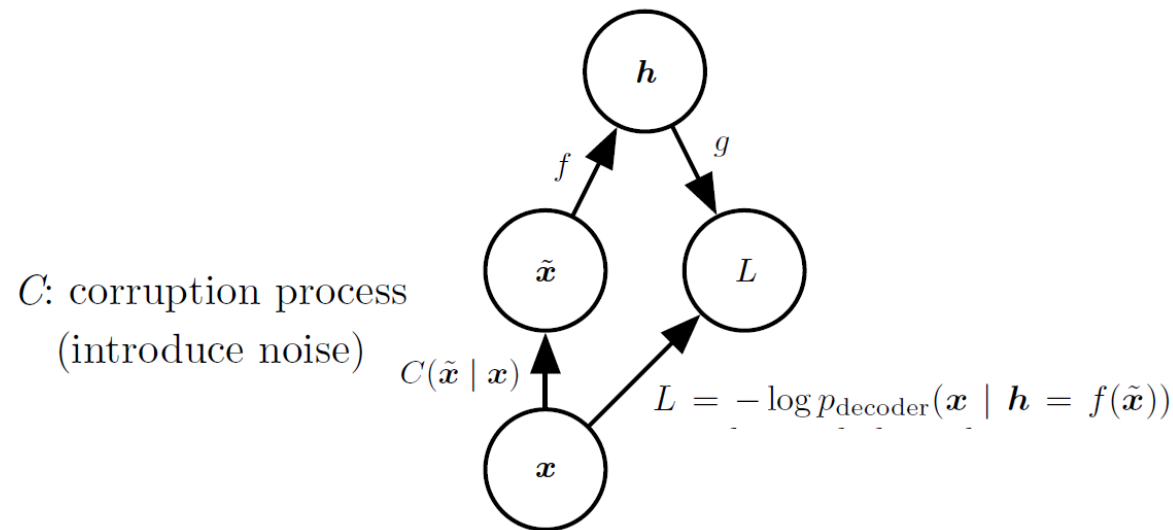 h
f
g
x̃
L
C: corruption process
(introduce noise)
C(x̃ | x)
L = − log p_decoder(x | h = f(x̃))
x